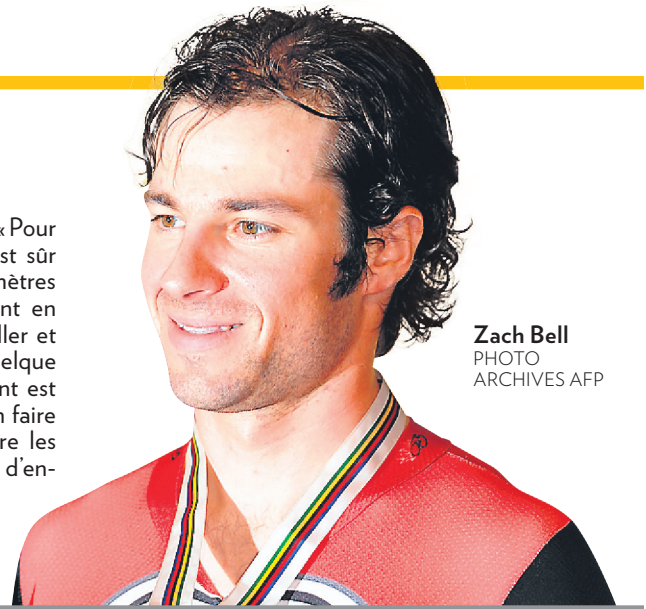 « Pour
st sûr
mètres
nt en
ller et
elque
nt est
n faire
re les
d'en-
Zach Bell
PHOTO
ARCHIVES AFP